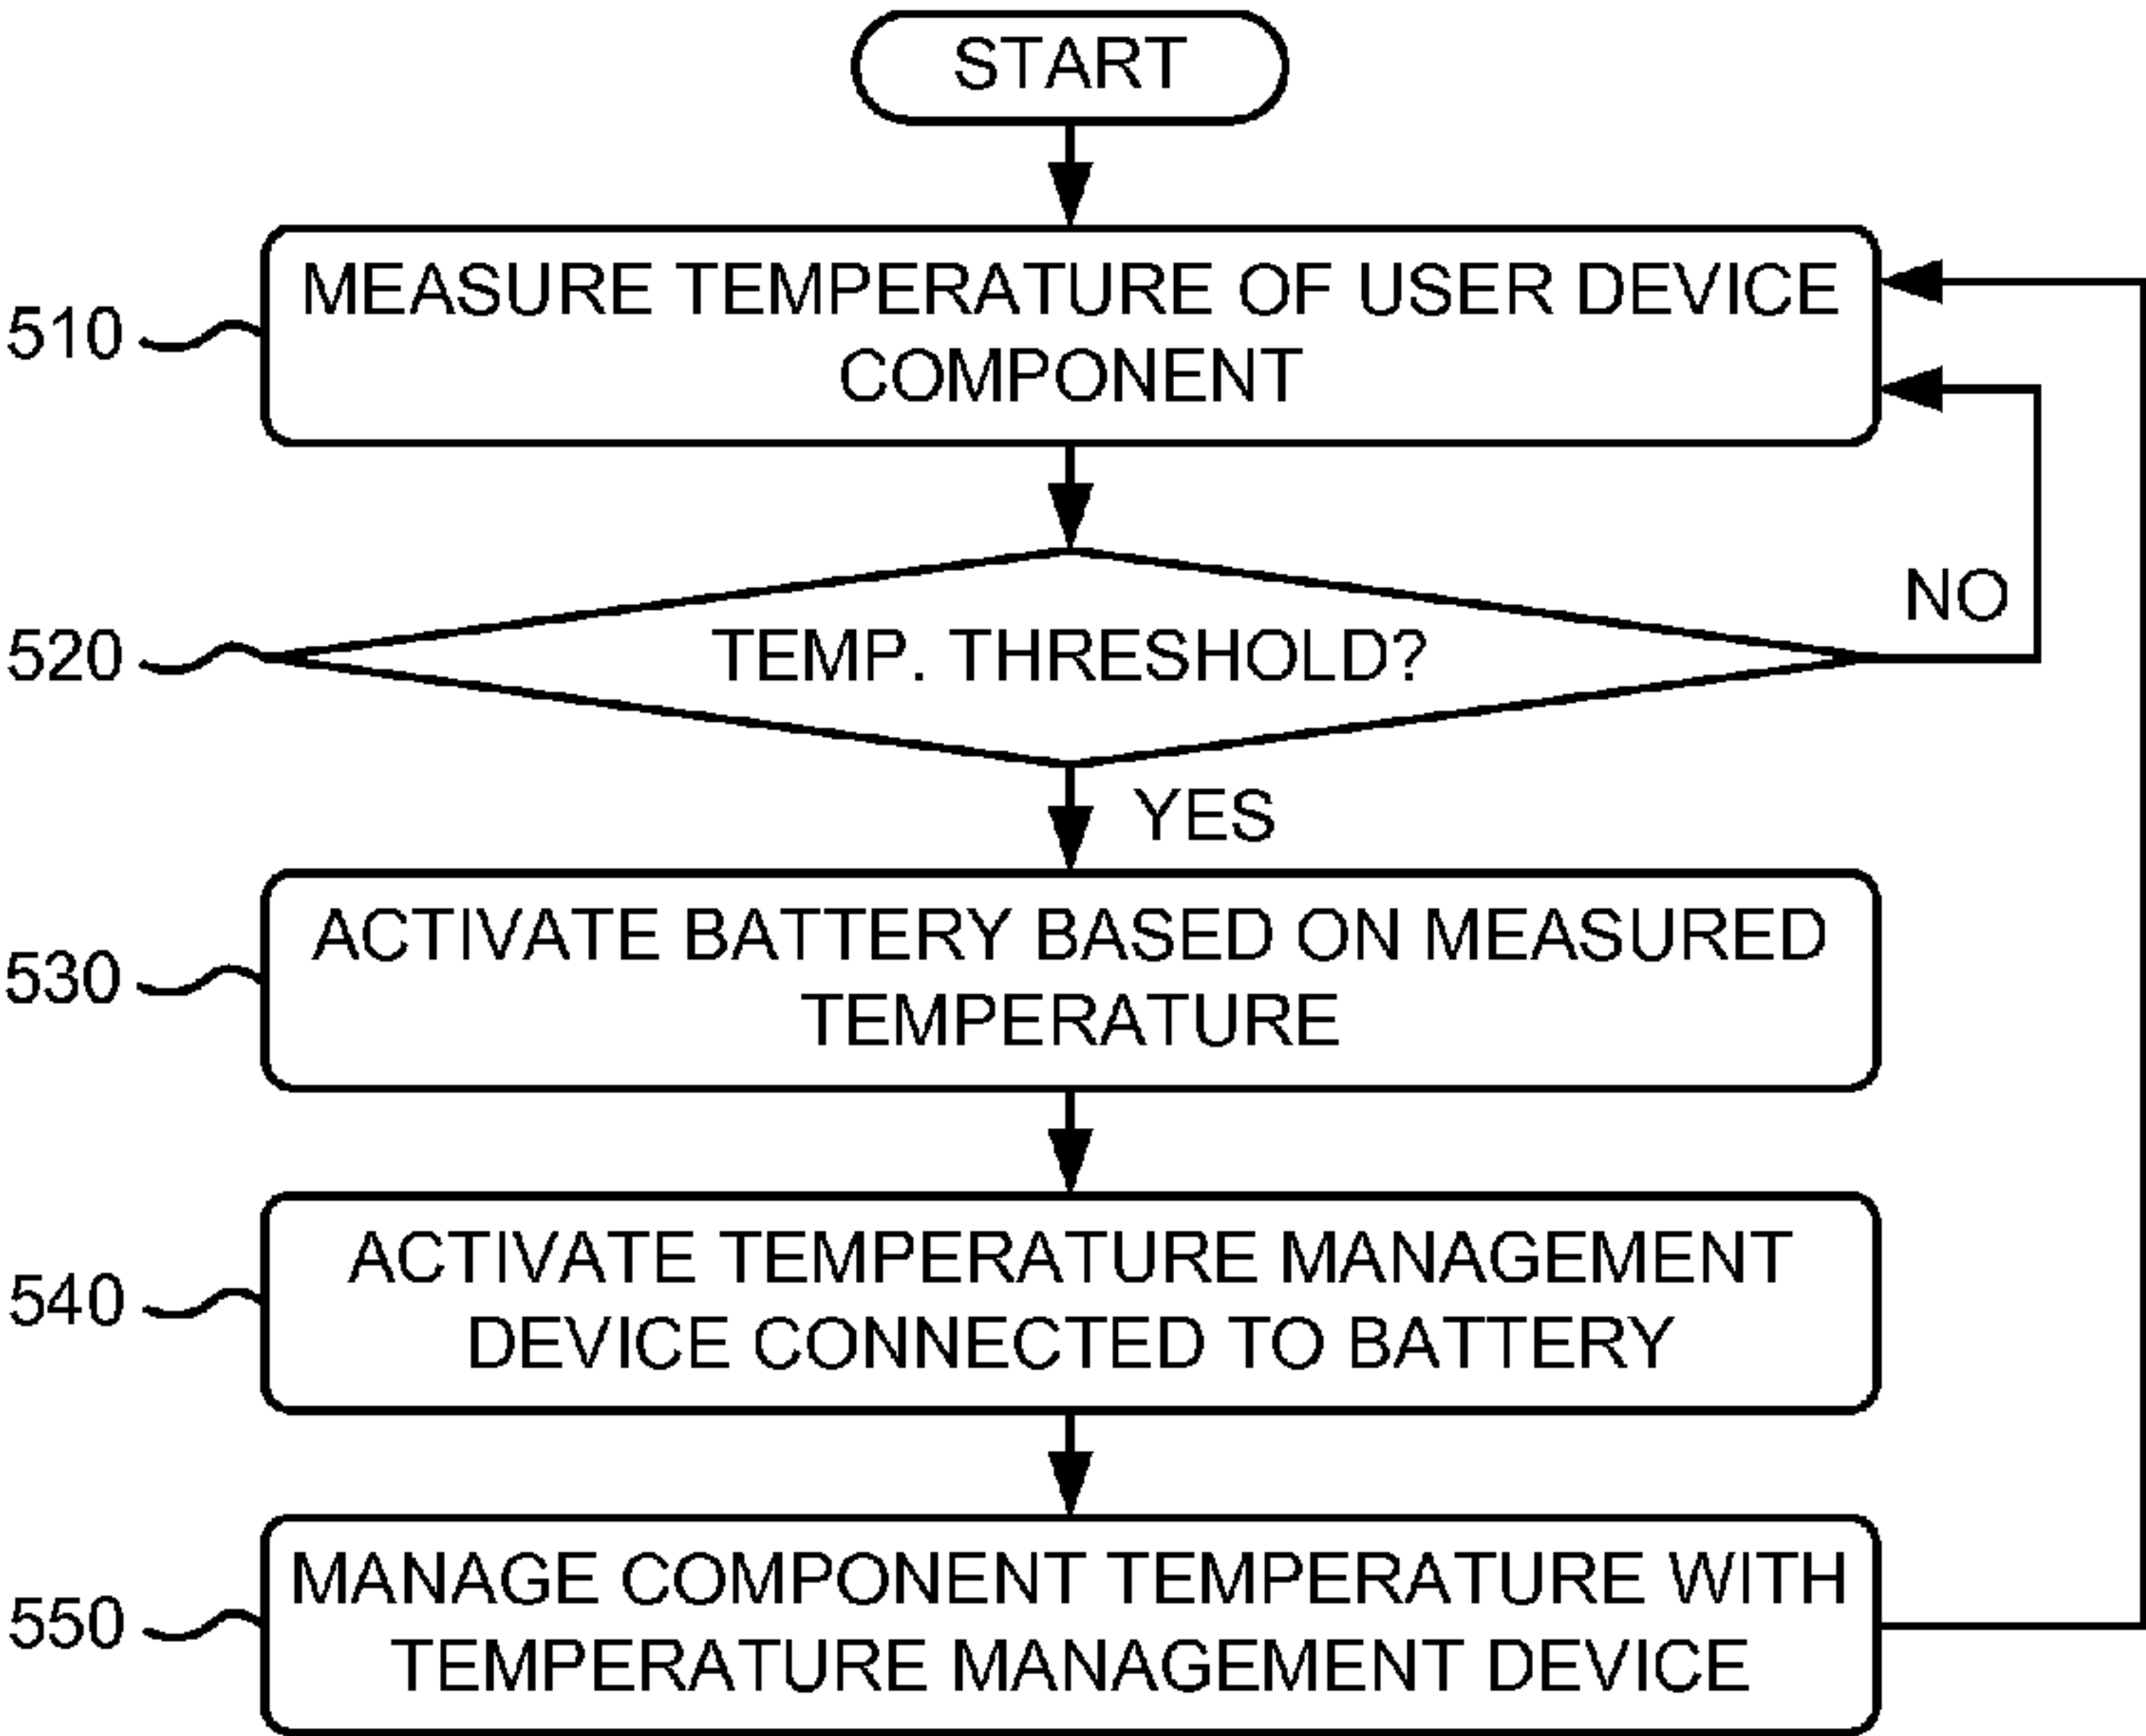 START
510
MEASURE TEMPERATURE OF USER DEVICE
COMPONENT
520
TEMP. THRESHOLD?
NO
YES
530
ACTIVATE BATTERY BASED ON MEASURED
TEMPERATURE
540
ACTIVATE TEMPERATURE MANAGEMENT
DEVICE CONNECTED TO BATTERY
550
MANAGE COMPONENT TEMPERATURE WITH
TEMPERATURE MANAGEMENT DEVICE